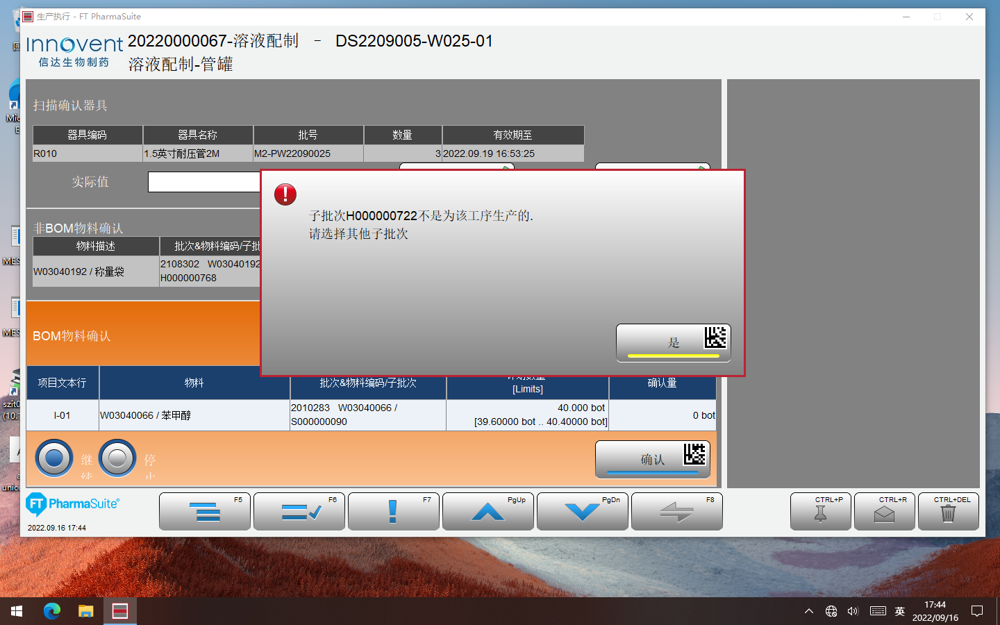 生产执行 - FT PharmaSuite
Innovent
信达生物制药
20220000067-溶液配制 - DS2209005-W025-01
溶液配制-管罐
扫描确认器具
器具编码 器具名称 批号 数量 有效期至
R010 1.5英寸耐压管2M M2-PW22090025 3 2022.09.19 16:53:25
实际值
子批次H000000722不是为该工序生产的.
请选择其他子批次
是
非BOM物料确认
物料描述 批次&物料编码/子批
W03040192 / 称量袋 2108302 W03040192
H000000768
BOM物料确认
项目文本行 物料 批次&物料编码/子批次 计划数量 确认量
[Limits]
I-01 W03040066 / 苯甲醇 2010283 W03040066 / 40.000 bot 0 bot
S000000090 [39.60000 bot .. 40.40000 bot]
继续 停止 确认
FT PharmaSuite
2022.09.16 17:44
F5 F6 F7 PgUp PgDn F8 CTRL+P CTRL+R CTRL+DEL
MES
MES
szit0
(10.
unic
英
17:44
2022/09/16